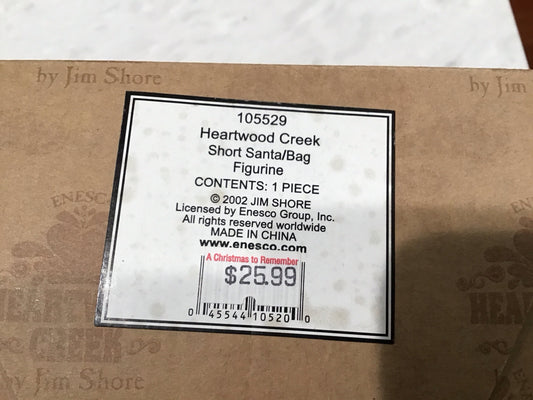 by Jim Shore
by Jim
105529
Heartwood Creek
Short Santa/Bag
Figurine
CONTENTS: 1 PIECE
© 2002 JIM SHORE
Licensed by Enesco Group, Inc.
All rights reserved worldwide
MADE IN CHINA
www.enesco.com
A Christmas to Remember
$25.99
0 45544 10520 0
ENESCO
CREEK
by Jim Shore